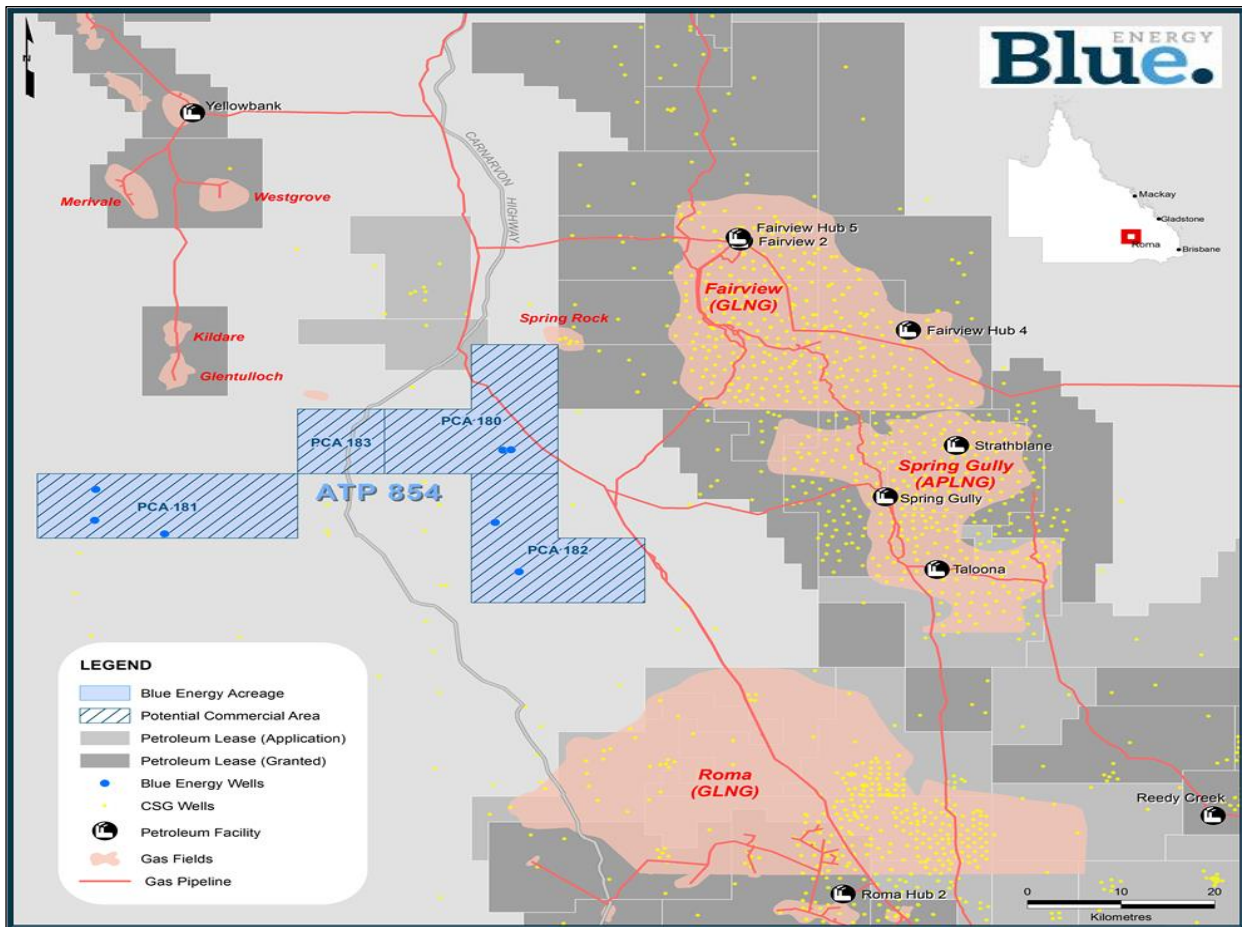 N
ENERGY
Blue.
Yellowbank
CARNARVON HIGHWAY
Mackay
Gladstone
Roma
Brisbane
Merivale
Westgrove
Fairview Hub 5
Fairview 2
Fairview
(GLNG)
Spring Rock
Fairview Hub 4
Kildare
Glentulloch
PCA 183
PCA 180
ATP 854
PCA 181
PCA 182
Strathblane
Spring Gully
(APLNG)
Spring Gully
Taloona
Roma
(GLNG)
Reedy Creek
Roma Hub 2
LEGEND
Blue Energy Acreage
Potential Commercial Area
Petroleum Lease (Application)
Petroleum Lease (Granted)
Blue Energy Wells
CSG Wells
Petroleum Facility
Gas Fields
Gas Pipeline
0 10 20
Kilometres